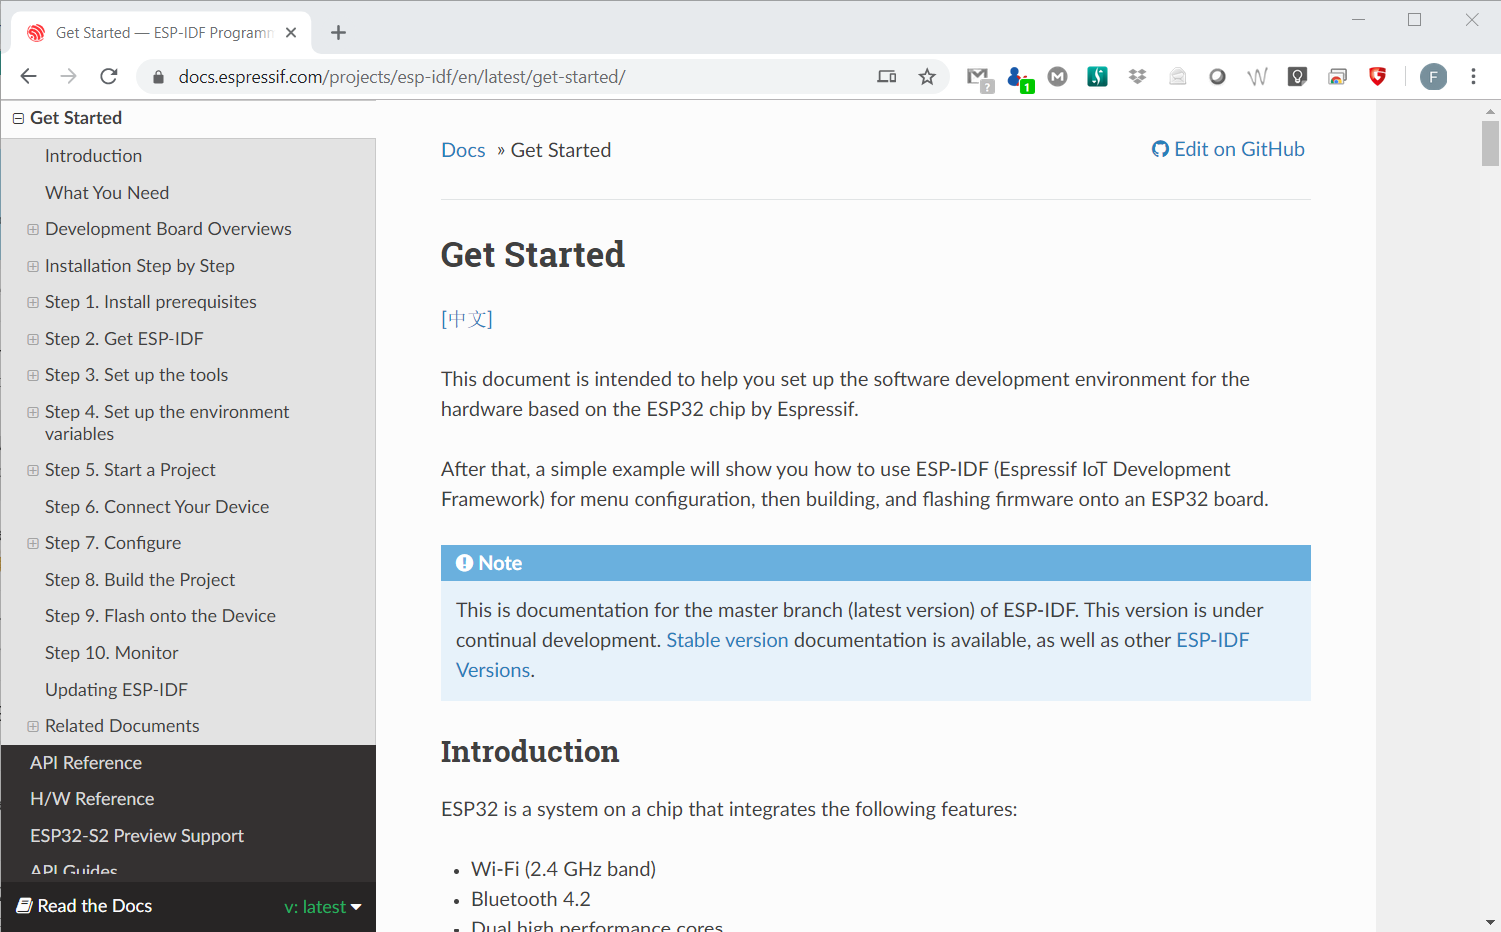 Get Started — ESP-IDF Programm
docs.espressif.com/projects/esp-idf/en/latest/get-started/
?
1
M
W
F
Get Started
Introduction
What You Need
Development Board Overviews
Installation Step by Step
Step 1. Install prerequisites
Step 2. Get ESP-IDF
Step 3. Set up the tools
Step 4. Set up the environment
variables
Step 5. Start a Project
Step 6. Connect Your Device
Step 7. Configure
Step 8. Build the Project
Step 9. Flash onto the Device
Step 10. Monitor
Updating ESP-IDF
Related Documents
API Reference
H/W Reference
ESP32-S2 Preview Support
API Guides
Read the Docs
v: latest
Docs » Get Started
Edit on GitHub
Get Started
[中文]
This document is intended to help you set up the software development environment for the
hardware based on the ESP32 chip by Espressif.
After that, a simple example will show you how to use ESP-IDF (Espressif IoT Development
Framework) for menu configuration, then building, and flashing firmware onto an ESP32 board.
Note
This is documentation for the master branch (latest version) of ESP-IDF. This version is under
continual development. Stable version documentation is available, as well as other ESP-IDF
Versions.
Introduction
ESP32 is a system on a chip that integrates the following features:
• Wi-Fi (2.4 GHz band)
• Bluetooth 4.2
• Dual high performance cores